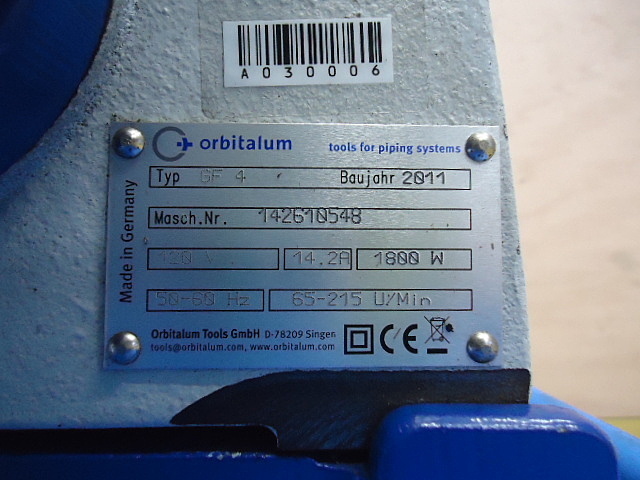 A030006
orbitalum tools for piping systems
Typ GF 4 Baujahr 2011
Masch.Nr. 142610548
120 V 14.2A 1800 W
50-60 Hz 65-215 U/Min
Made in Germany
Orbitalum Tools GmbH D-78209 Singen
tools@orbitalum.com, www.orbitalum.com
CE